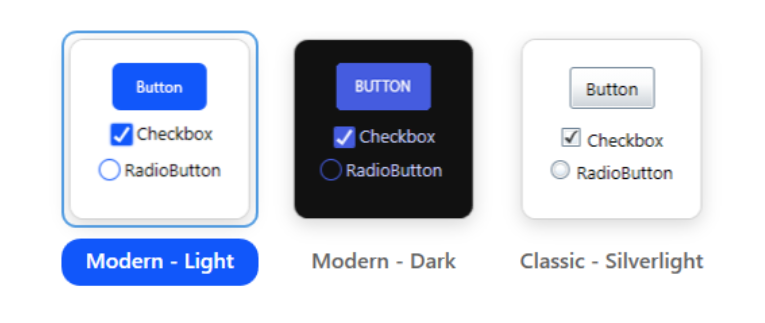 Button
Checkbox
RadioButton
Modern - Light
BUTTON
Checkbox
RadioButton
Modern - Dark
Button
Checkbox
RadioButton
Classic - Silverlight